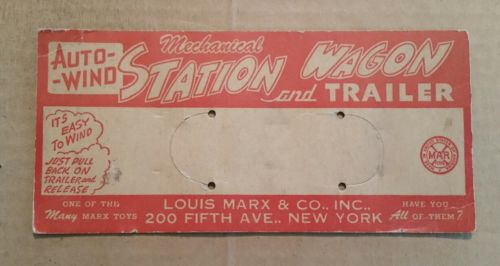 AUTO-
-WIND
Mechanical
STATION WAGON
and TRAILER
IT'S
EASY
TO WIND
JUST PULL
BACK ON
TRAILER and
RELEASE
MAR
ONE OF THE
Many MARX TOYS
LOUIS MARX & CO., INC.,
200 FIFTH AVE., NEW YORK
HAVE YOU
All OF THEM?